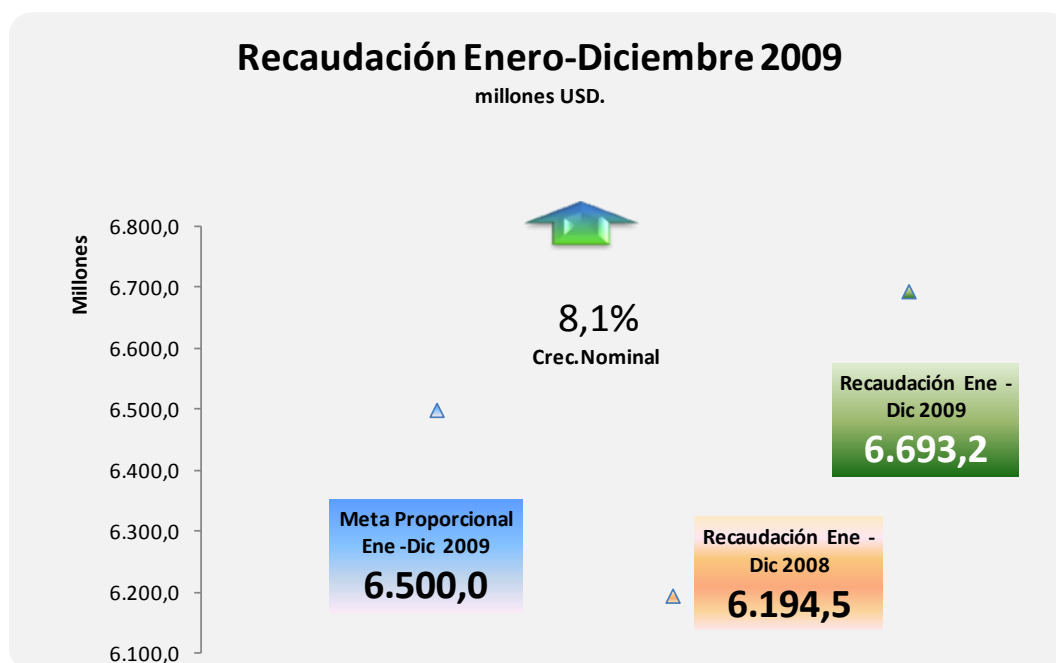 Recaudación Enero-Diciembre 2009
millones USD.
Millones
6.800,0
6.700,0
6.600,0
6.500,0
6.400,0
6.300,0
6.200,0
6.100,0
8,1%
Crec.Nominal
Meta Proporcional
Ene -Dic 2009
6.500,0
Recaudación Ene -
Dic 2008
6.194,5
Recaudación Ene -
Dic 2009
6.693,2